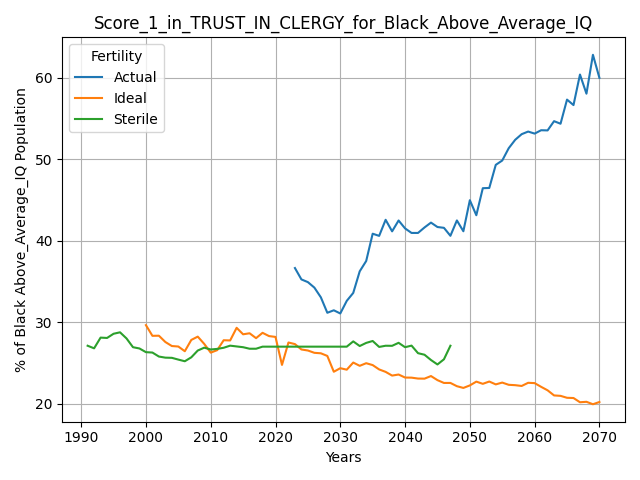 Score_1_in_TRUST_IN_CLERGY_for_Black_Above_Average_IQ
Fertility
Actual
Ideal
Sterile
% of Black Above_Average_IQ Population
60
50
40
30
20
1990 2000 2010 2020 2030 2040 2050 2060 2070
Years